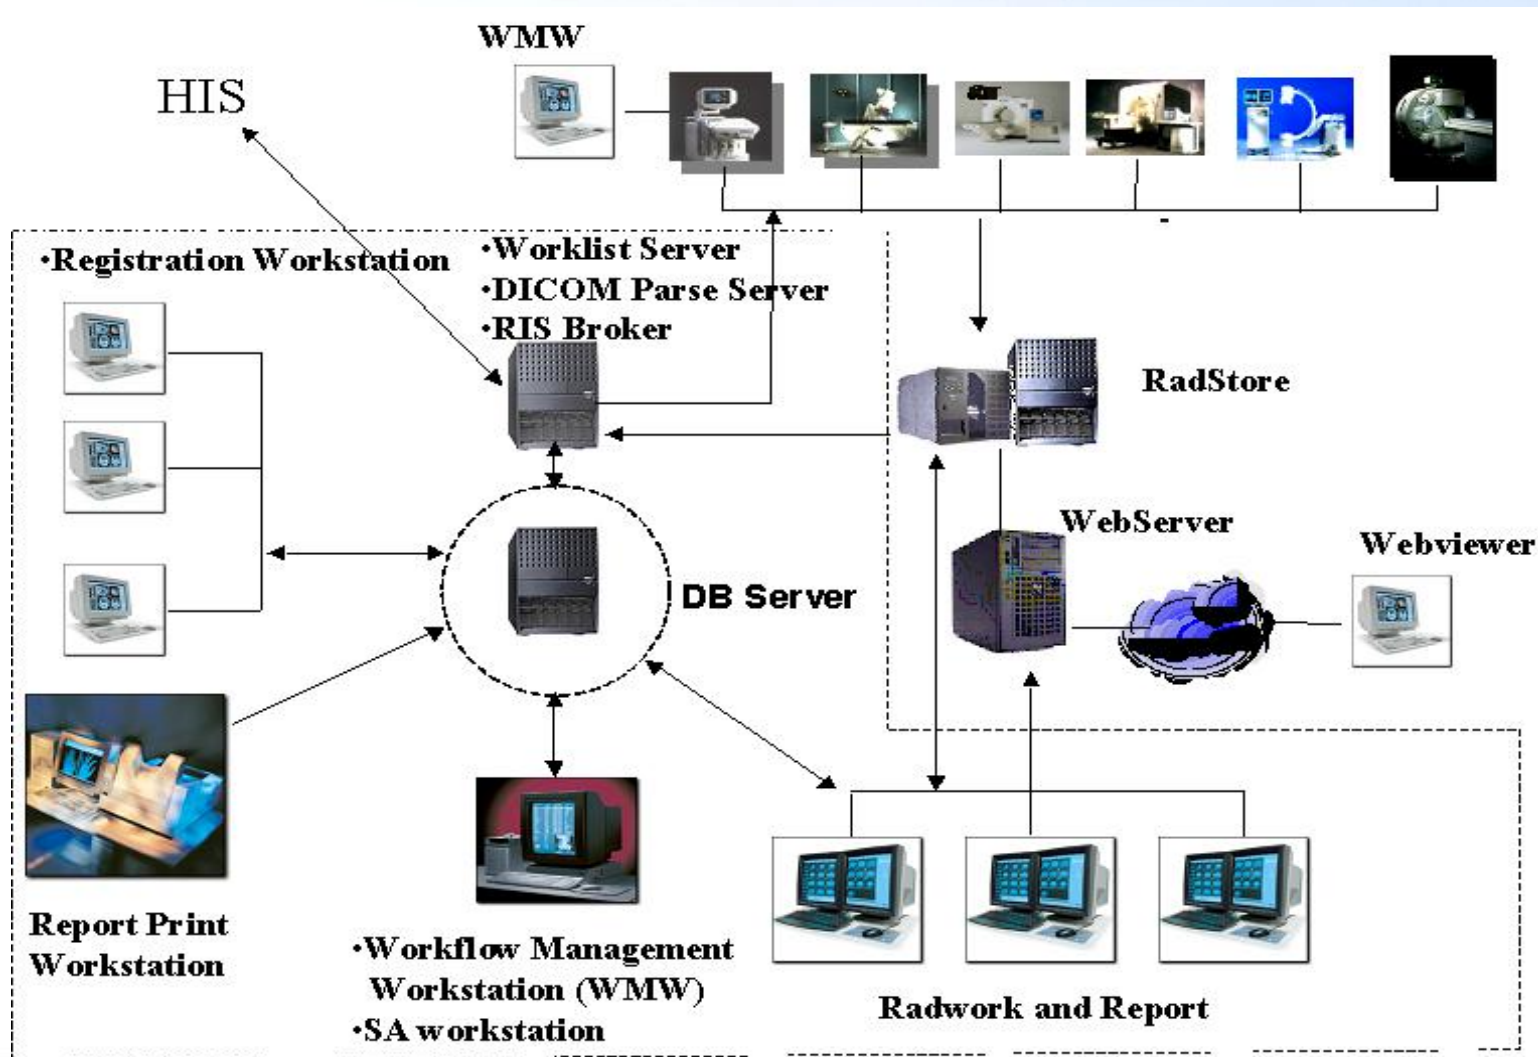 WMW
HIS
•Registration Workstation
•Worklist Server
•DICOM Parse Server
•RIS Broker
RadStore
WebServer
Webviewer
DB Server
Report Print
Workstation
•Workflow Management
Workstation (WMW)
•SA workstation
Radwork and Report